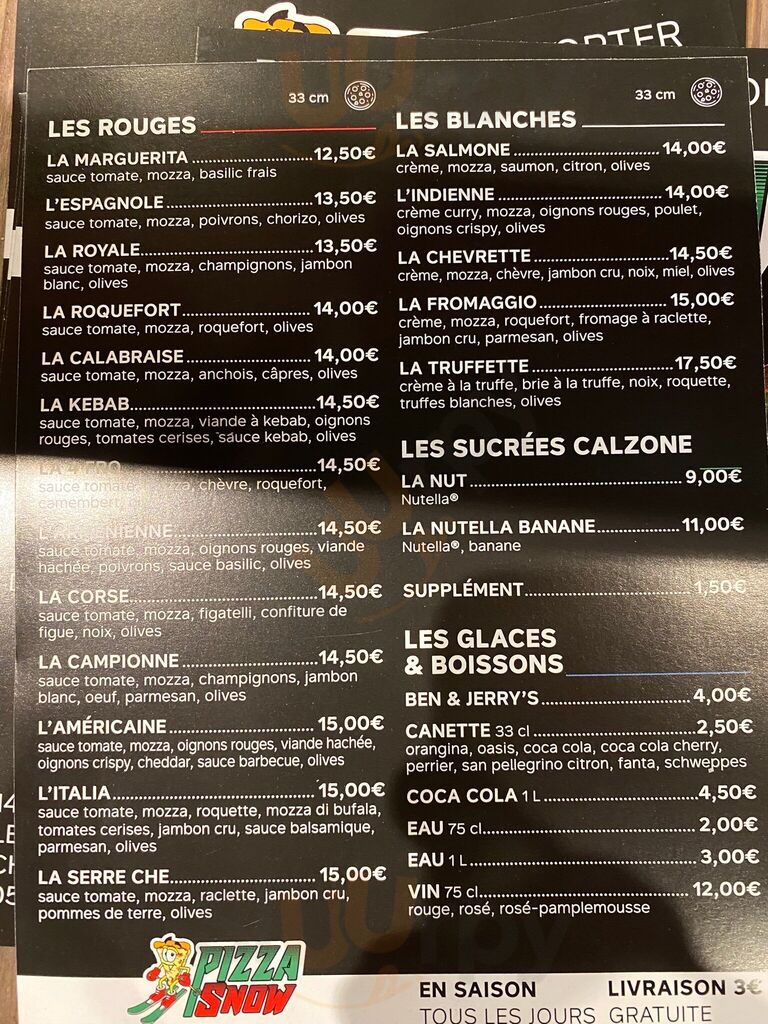 ORTER
33 cm
LES ROUGES
LA MARGUERITA 12,50€
sauce tomate, mozza, basilic frais
L'ESPAGNOLE 13,50€
sauce tomate, mozza, poivrons, chorizo, olives
LA ROYALE 13,50€
sauce tomate, mozza, champignons, jambon
blanc, olives
LA ROQUEFORT 14,00€
sauce tomate, mozza, roquefort, olives
LA CALABRAISE 14,00€
sauce tomate, mozza, anchois, câpres, olives
LA KEBAB 14,50€
sauce tomate, mozza, viande à kebab, oignons
rouges, tomates cerises, sauce kebab, olives
LA 14,50€
sauce tomate, mozza, chèvre, roquefort,
camembert,
14,50€
sauce tomate, mozza, oignons rouges, viande
hachée, poivrons, sauce basilic, olives
LA CORSE 14,50€
sauce tomate, mozza, figatelli, confiture de
figue, noix, olives
LA CAMPIONNE 14,50€
sauce tomate, mozza, champignons, jambon
blanc, oeuf, parmesan, olives
L'AMÉRICAINE 15,00€
sauce tomate, mozza, oignons rouges, viande hachée,
oignons crispy, cheddar, sauce barbecue, olives
L'ITALIA 15,00€
sauce tomate, mozza, roquette, mozza di bufala,
tomates cerises, jambon cru, sauce balsamique,
parmesan, olives
LA SERRE CHE 15,00€
sauce tomate, mozza, raclette, jambon cru,
pommes de terre, olives
33 cm
LES BLANCHES
LA SALMONE 14,00€
crème, mozza, saumon, citron, olives
L'INDIENNE 14,00€
crème curry, mozza, oignons rouges, poulet,
oignons crispy, olives
LA CHEVRETTE 14,50€
crème, mozza, chèvre, jambon cru, noix, miel, olives
LA FROMAGGIO 15,00€
crème, mozza, roquefort, fromage à raclette,
jambon cru, parmesan, olives
LA TRUFFETTE 17,50€
crème à la truffe, brie à la truffe, noix, roquette,
truffes blanches, olives
LES SUCRÉES CALZONE
LA NUT 9,00€
Nutella®
LA NUTELLA BANANE 11,00€
Nutella®, banane
SUPPLÉMENT 1,50€
LES GLACES
& BOISSONS
BEN & JERRY'S 4,00€
CANETTE 33 cl 2,50€
orangina, oasis, coca cola, coca cola cherry,
perrier, san pellegrino citron, fanta, schweppes
COCA COLA 1 L 4,50€
EAU 75 cl 2,00€
EAU 1 L 3,00€
VIN 75 cl 12,00€
rouge, rosé, rosé-pamplemousse
PIZZA
SNOW
EN SAISON
TOUS LES JOURS
LIVRAISON 3€
GRATUITE